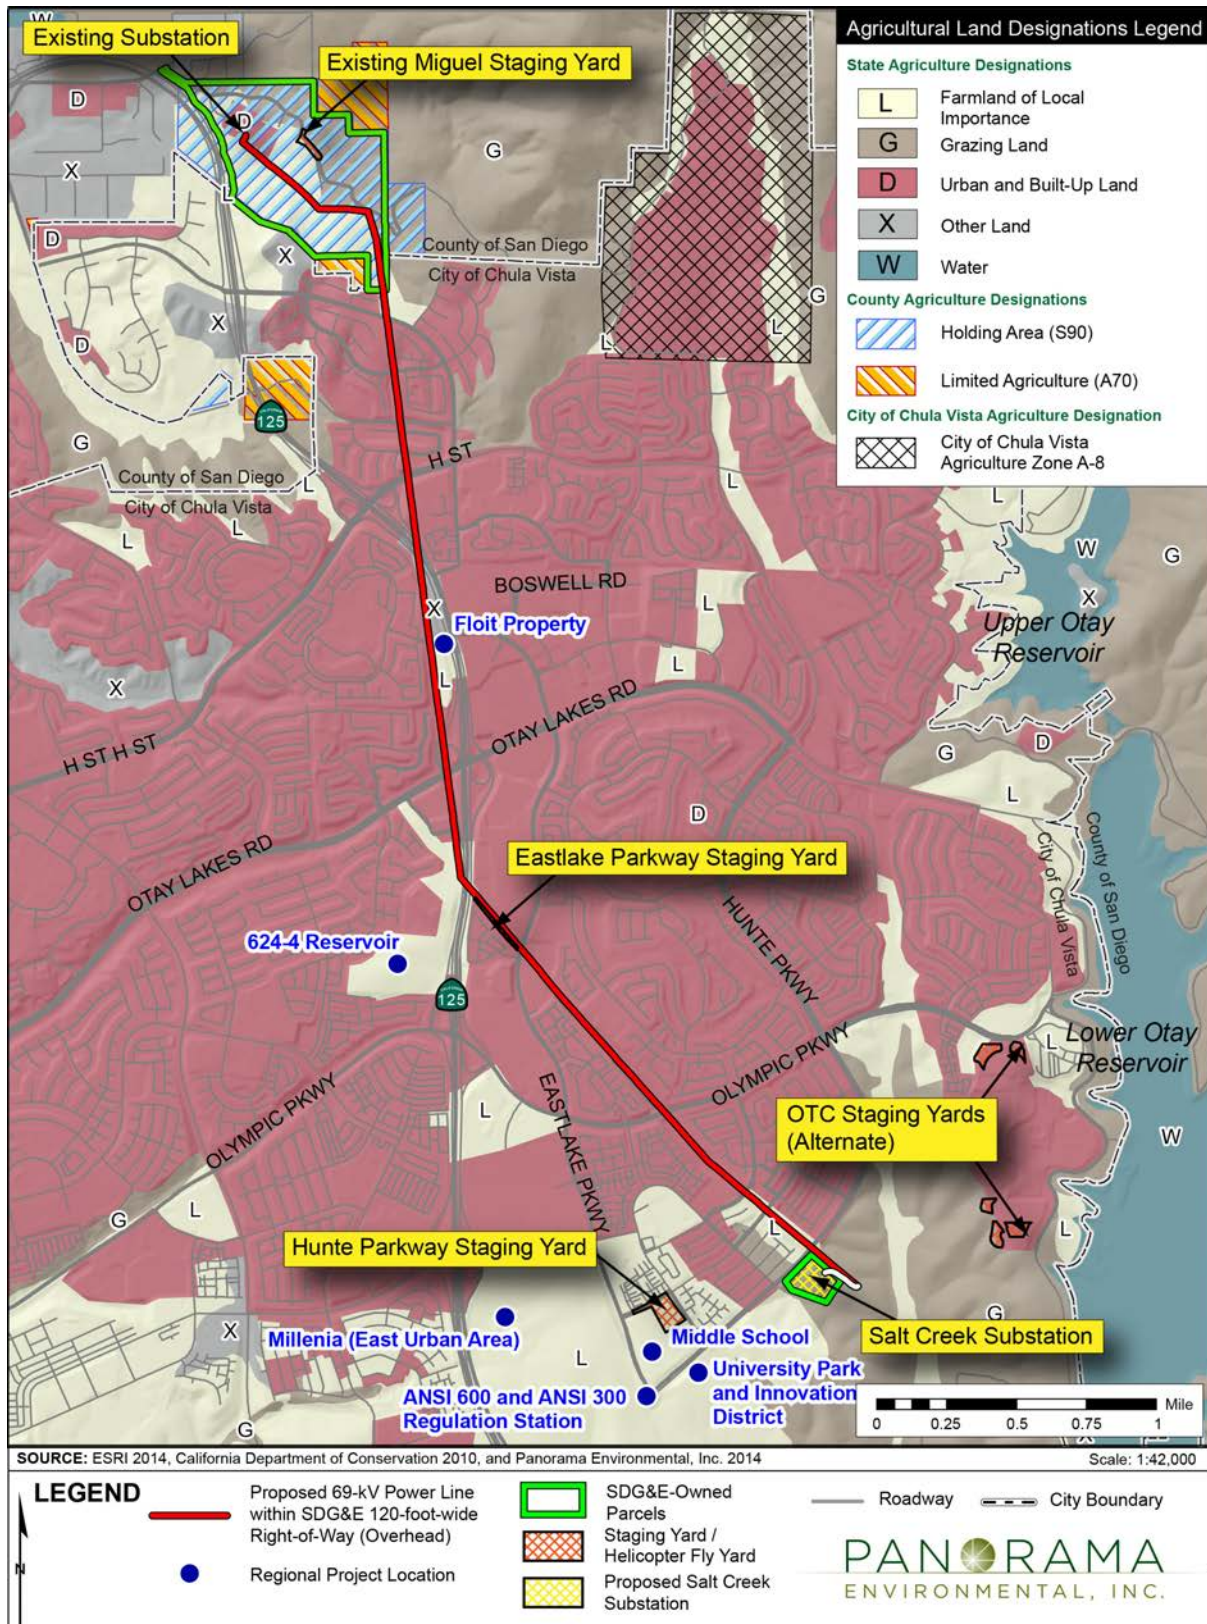 W
Existing Substation
Existing Miguel Staging Yard
D
D
G
X
L
D
X
County of San Diego
City of Chula Vista
G
X
D
L
L
125
G
H ST
County of San Diego
City of Chula Vista
L
L
L
L
BOSWELL RD
X
Floit Property
L
L
L
X
H ST H ST
OTAY LAKES RD
Upper Otay
Reservoir
W
X
G
L
G
D
L
D
OTAY LAKES RD
Eastlake Parkway Staging Yard
624-4 Reservoir
125
HUNTE PKWY
City of Chula Vista
County of San Diego
OLYMPIC PKWY
L
Lower Otay
Reservoir
OTC Staging Yards
(Alternate)
W
EASTLAKE PKWY
L
OLYMPIC PKWY
G
L
L
L
Hunte Parkway Staging Yard
X
Millenia (East Urban Area)
L
Middle School
G
Salt Creek Substation
University Park
and Innovation
District
ANSI 600 and ANSI 300
Regulation Station
G
X
Agricultural Land Designations Legend
State Agriculture Designations
L Farmland of Local
Importance
G Grazing Land
D Urban and Built-Up Land
X Other Land
W Water
County Agriculture Designations
Holding Area (S90)
Limited Agriculture (A70)
City of Chula Vista Agriculture Designation
City of Chula Vista
Agriculture Zone A-8
0 0.25 0.5 0.75 1 Mile
SOURCE: ESRI 2014, California Department of Conservation 2010, and Panorama Environmental, Inc. 2014
Scale: 1:42,000
LEGEND
N
Proposed 69-kV Power Line
within SDG&E 120-foot-wide
Right-of-Way (Overhead)
Regional Project Location
SDG&E-Owned
Parcels
Staging Yard /
Helicopter Fly Yard
Proposed Salt Creek
Substation
Roadway
City Boundary
PANORAMA
ENVIRONMENTAL, INC.